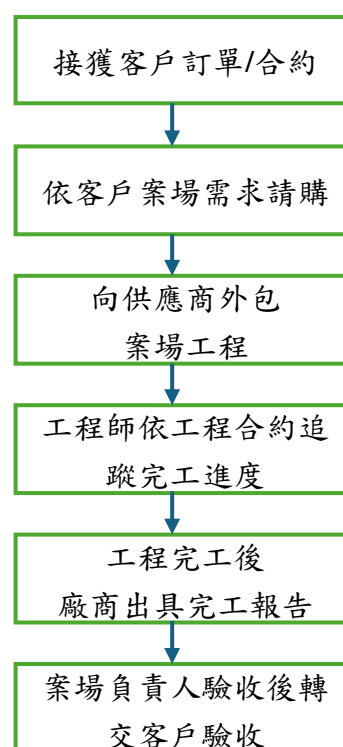 接獲客戶訂單/合約
依客戶案場需求請購
向供應商外包
案場工程
工程師依工程合約追
蹤完工進度
工程完工後
廠商出具完工報告
案場負責人驗收後轉
交客戶驗收